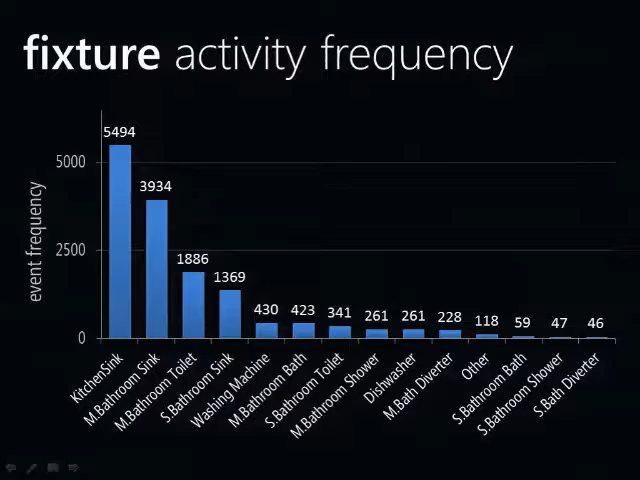 fixture activity frequency
event frequency
5000
2500
0
5494
3934
1886
1369
430
423
341
261
261
228
118
59
47
46
KitchenSink
M.Bathroom Sink
M.Bathroom Toilet
S.Bathroom Sink
Washing Machine
M.Bathroom Bath
S.Bathroom Toilet
M.Bathroom Shower
Dishwasher
M.Bath Diverter
Other
S.Bathroom Bath
S.Bathroom Shower
S.Bath Diverter